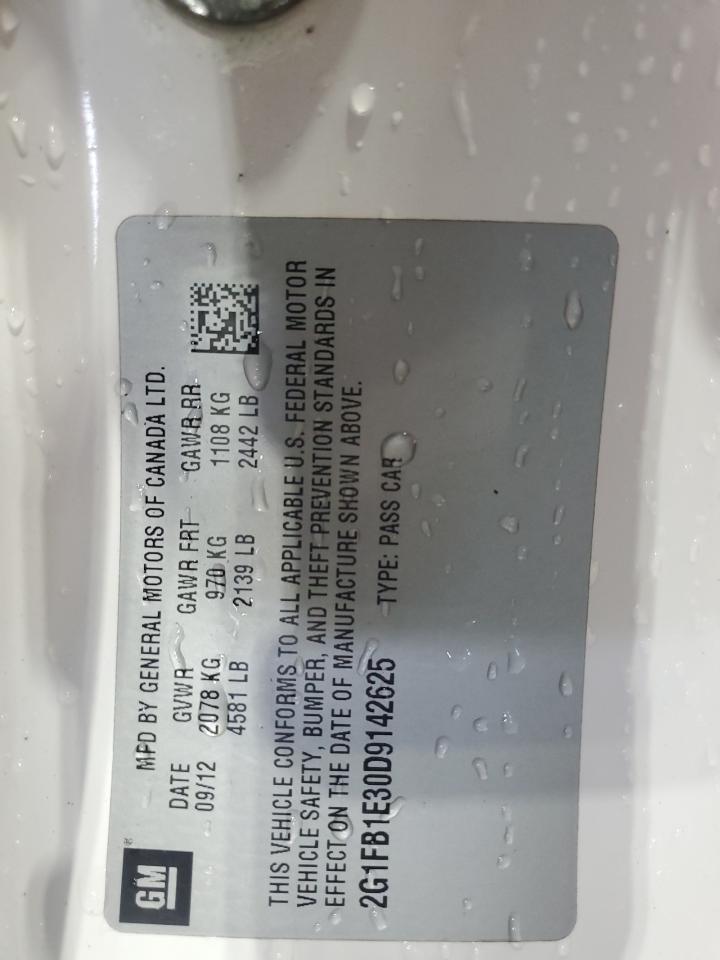 GM
MFD BY GENERAL MOTORS OF CANADA LTD.
DATE GVWR GAWR FRT GAWR RR
09/12 2078 KG 970 KG 1108 KG
4581 LB 2139 LB 2442 LB
THIS VEHICLE CONFORMS TO ALL APPLICABLE U.S. FEDERAL MOTOR
VEHICLE SAFETY, BUMPER, AND THEFT PREVENTION STANDARDS IN
EFFECT ON THE DATE OF MANUFACTURE SHOWN ABOVE.
2G1FB1E30D9142625 TYPE: PASS CAR